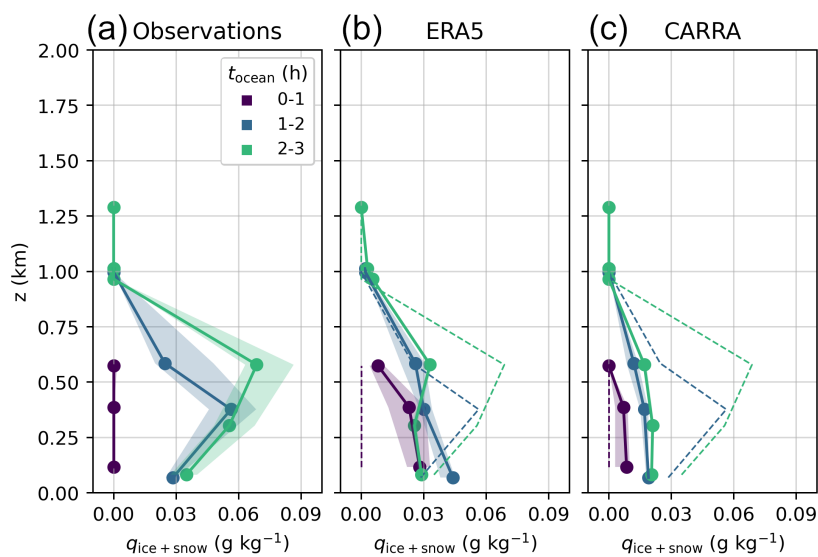 (a) Observations
(b) ERA5
(c) CARRA
t_ocean (h)
0-1
1-2
2-3
z (km)
2.00
1.75
1.50
1.25
1.00
0.75
0.50
0.25
0.00
0.00 0.03 0.06 0.09
0.00 0.03 0.06 0.09
0.00 0.03 0.06 0.09
q_ice+snow (g kg⁻¹)
q_ice+snow (g kg⁻¹)
q_ice+snow (g kg⁻¹)